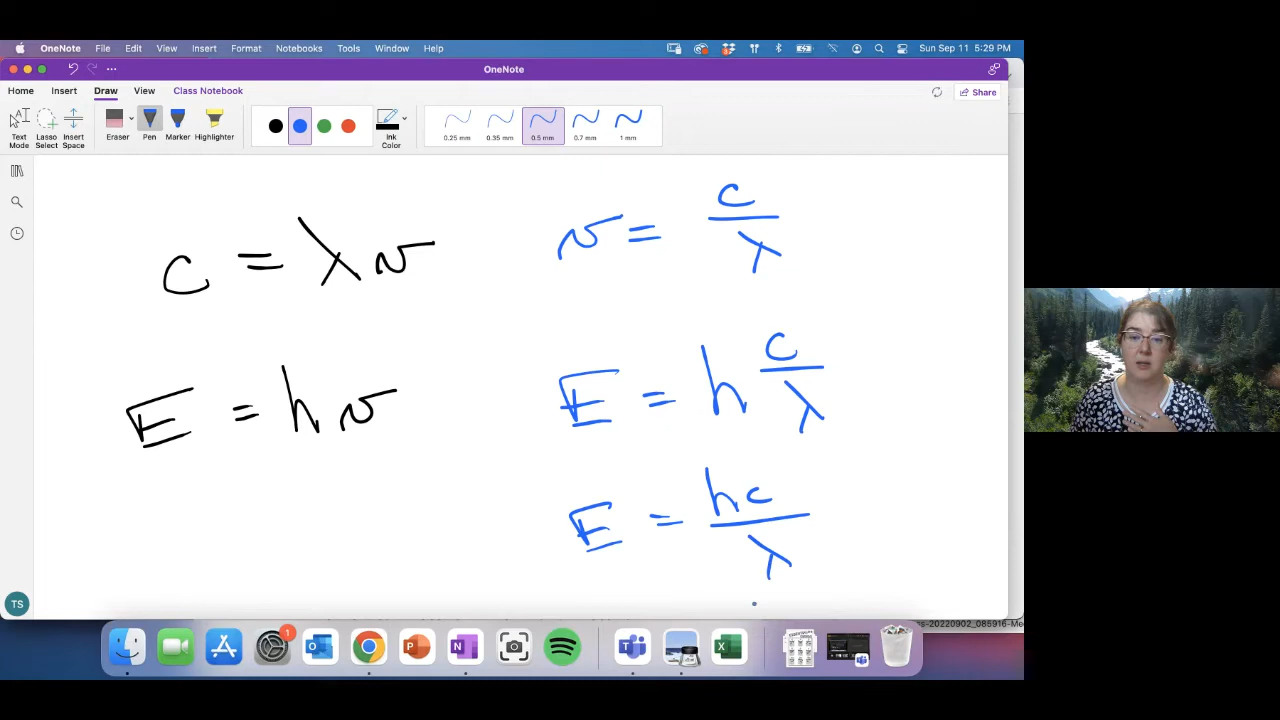 OneNote File Edit View Insert Format Notebooks Tools Window Help Sun Sep 11 5:29 PM
OneNote
Home Insert Draw View Class Notebook Share
Text Mode Lasso Select Insert Space Eraser Pen Marker Highlighter Ink Color 0.25 mm 0.35 mm 0.5 mm 0.7 mm 1 mm
c = λν
E = hν
ν = c/λ
E = h c/λ
E = hc/λ
TS
1